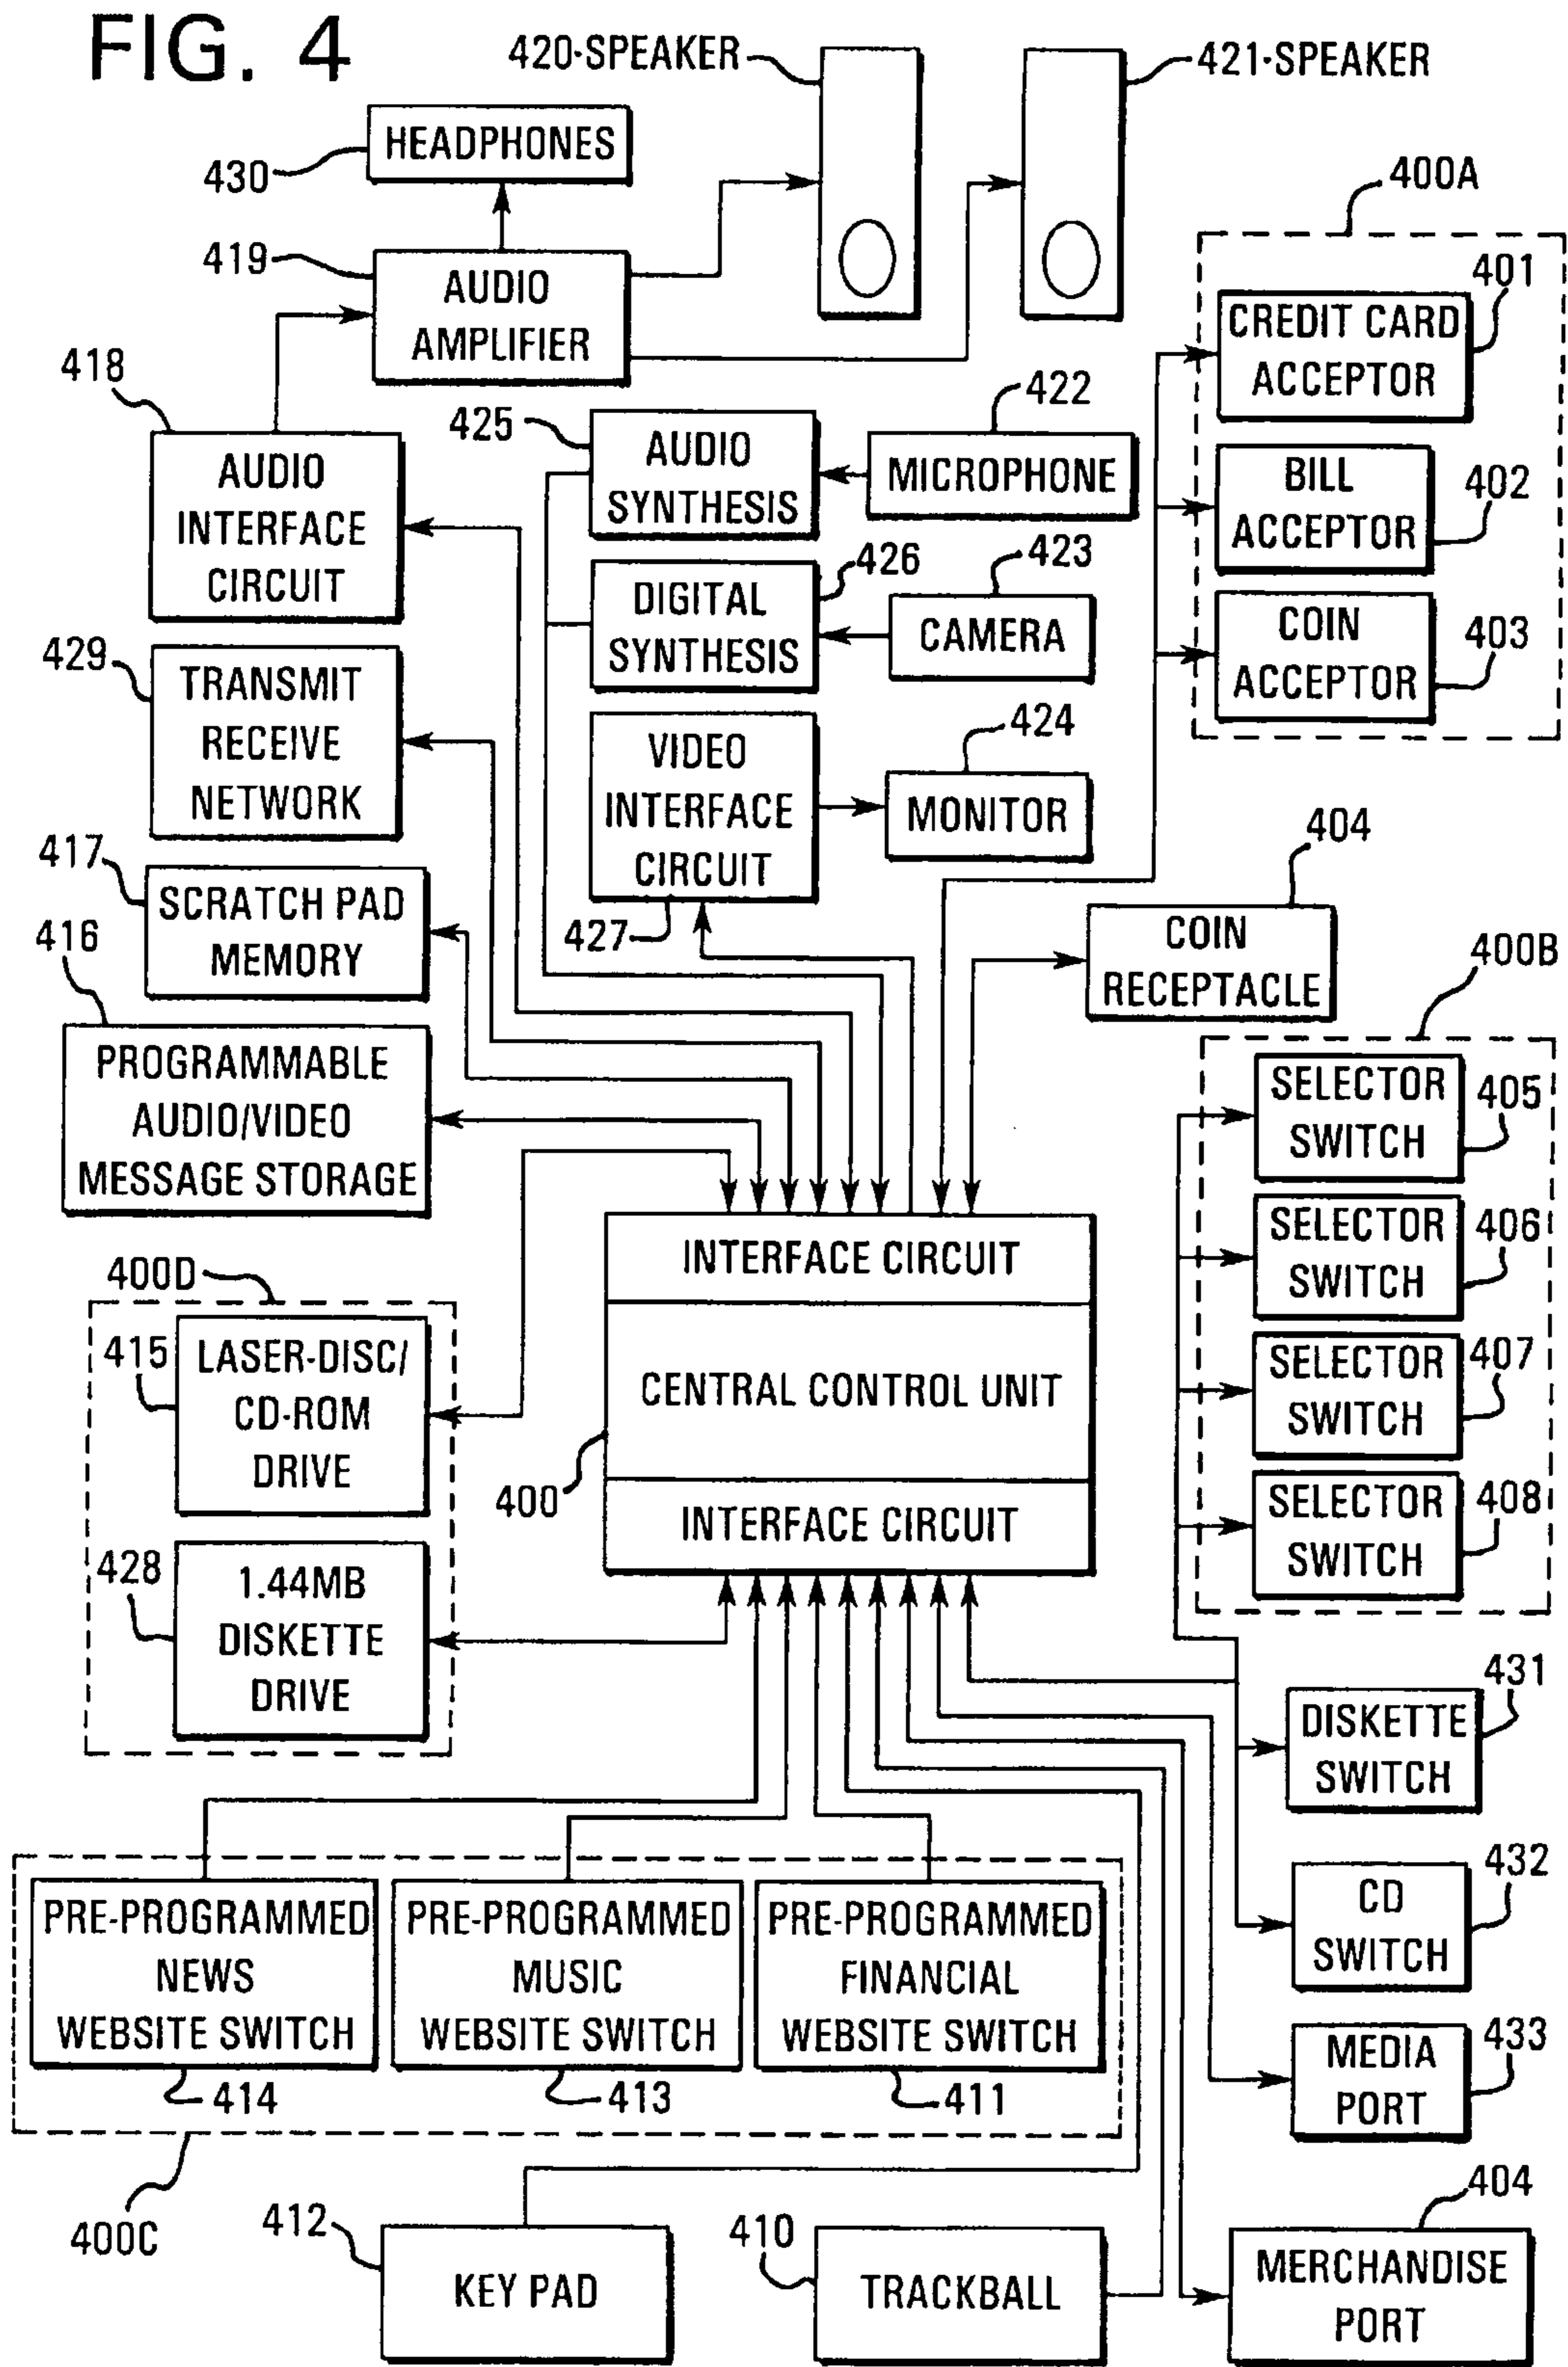 FIG. 4
420-SPEAKER
421-SPEAKER
HEADPHONES
430
400A
419
AUDIO
AMPLIFIER
401
CREDIT CARD
ACCEPTOR
418
AUDIO
INTERFACE
CIRCUIT
425
AUDIO
SYNTHESIS
422
MICROPHONE
BILL
ACCEPTOR
402
426
DIGITAL
SYNTHESIS
423
CAMERA
COIN
ACCEPTOR
403
429
TRANSMIT
RECEIVE
NETWORK
VIDEO
INTERFACE
CIRCUIT
427
424
MONITOR
417
SCRATCH PAD
MEMORY
404
COIN
RECEPTACLE
416
PROGRAMMABLE
AUDIO/VIDEO
MESSAGE STORAGE
400B
SELECTOR
SWITCH
405
SELECTOR
SWITCH
406
SELECTOR
SWITCH
407
SELECTOR
SWITCH
408
400D
415
LASER-DISC/
CD-ROM
DRIVE
INTERFACE CIRCUIT
CENTRAL CONTROL UNIT
400
INTERFACE CIRCUIT
428
1.44MB
DISKETTE
DRIVE
431
DISKETTE
SWITCH
432
CD
SWITCH
PRE-PROGRAMMED
NEWS
WEBSITE SWITCH
414
PRE-PROGRAMMED
MUSIC
WEBSITE SWITCH
413
PRE-PROGRAMMED
FINANCIAL
WEBSITE SWITCH
411
MEDIA
PORT
433
400C
412
KEY PAD
410
TRACKBALL
404
MERCHANDISE
PORT